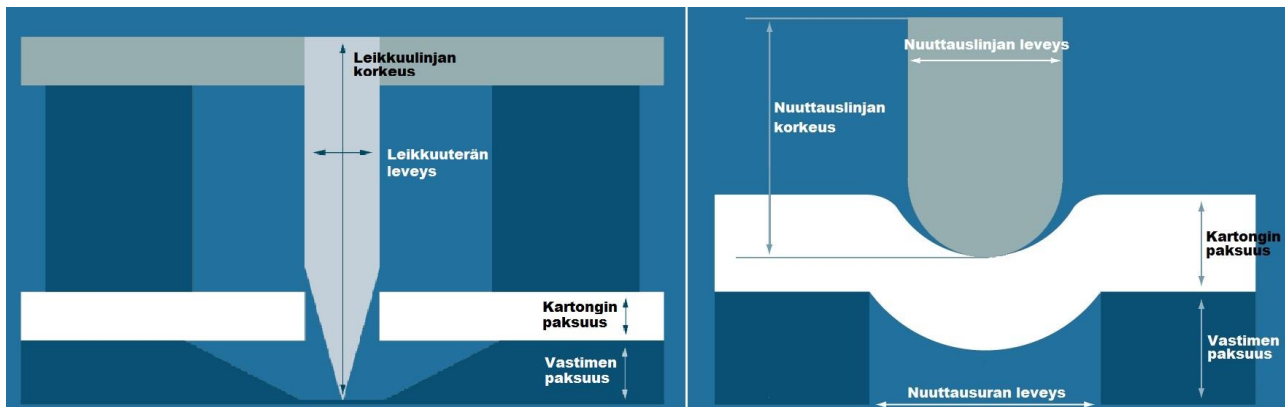 Leikkuulinjan
korkeus
Leikkuuterän
leveys
Kartongin
paksuus
Vastimen
paksuus
Nuuttauslinjan leveys
Nuuttauslinjan
korkeus
Kartongin
paksuus
Vastimen
paksuus
Nuuttausuran leveys